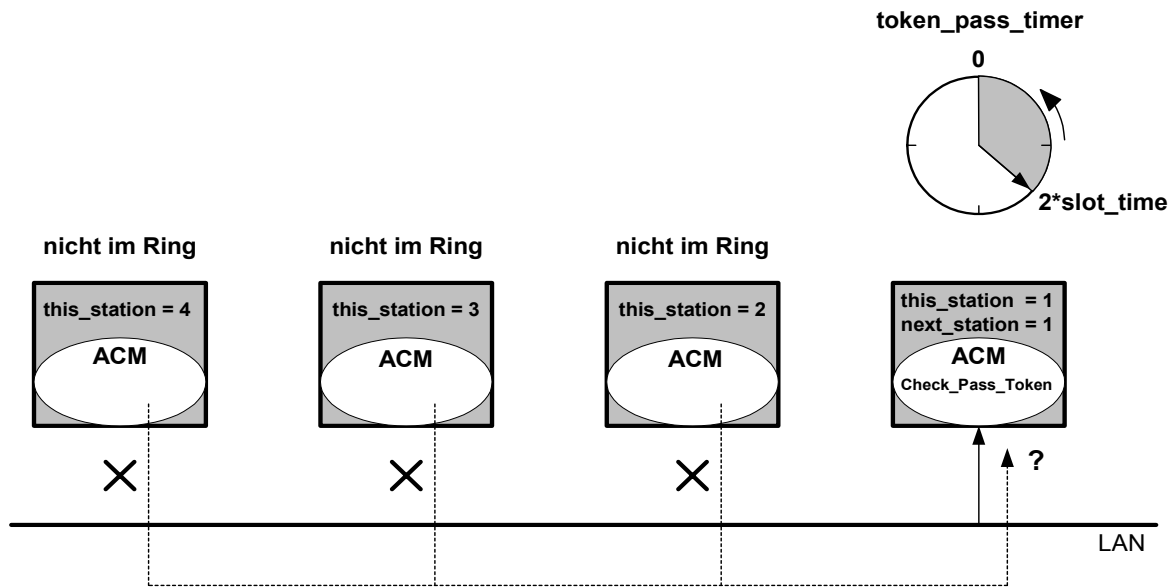 token_pass_timer
0
2*slot_time
nicht im Ring
nicht im Ring
nicht im Ring
this_station = 4
ACM
this_station = 3
ACM
this_station = 2
ACM
this_station = 1
next_station = 1
ACM
Check_Pass_Token
?
LAN